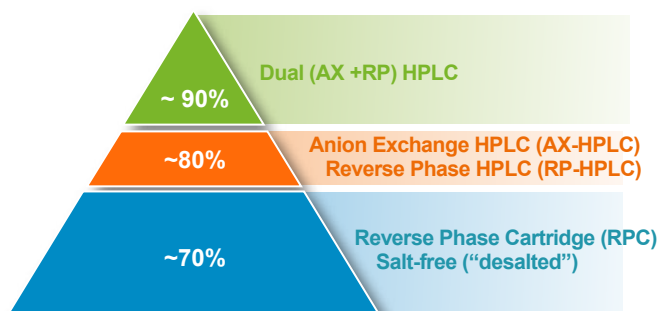 Dual (AX +RP) HPLC
~ 90%
Anion Exchange HPLC (AX-HPLC)
~80%
Reverse Phase HPLC (RP-HPLC)
Reverse Phase Cartridge (RPC)
~70%
Salt-free (“desalted”)